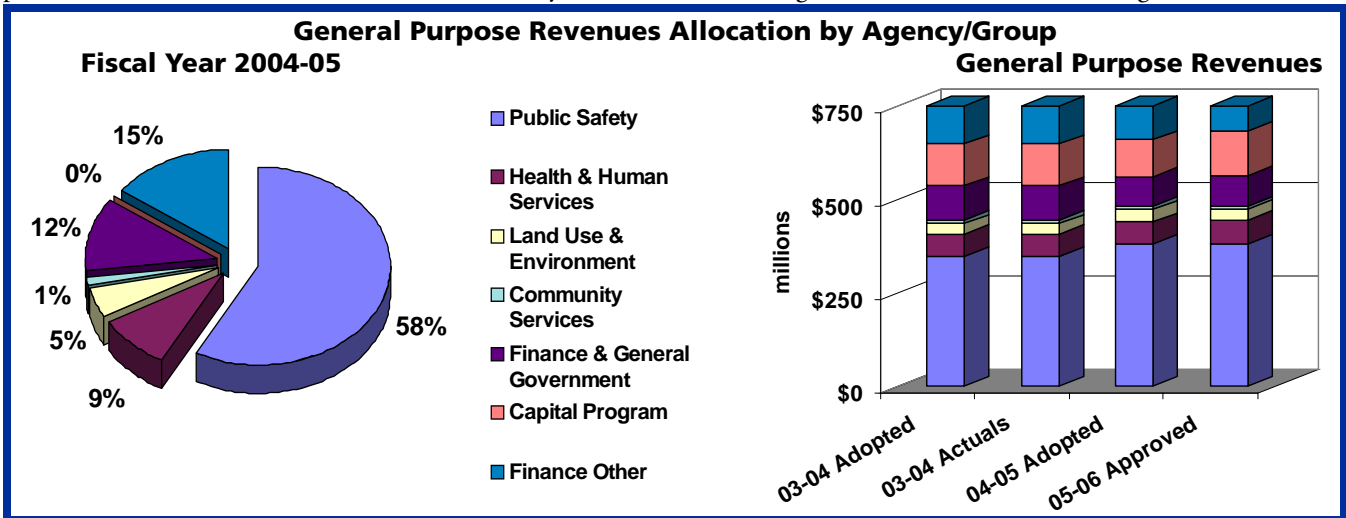 General Purpose Revenues Allocation by Agency/Group
Fiscal Year 2004-05
15%
0%
12%
1%
5%
9%
58%
Public Safety
Health & Human
Services
Land Use &
Environment
Community
Services
Finance & General
Government
Capital Program
Finance Other
General Purpose Revenues
$750
$500
$250
$0
millions
03-04 Adopted
03-04 Actuals
04-05 Adopted
05-06 Approved